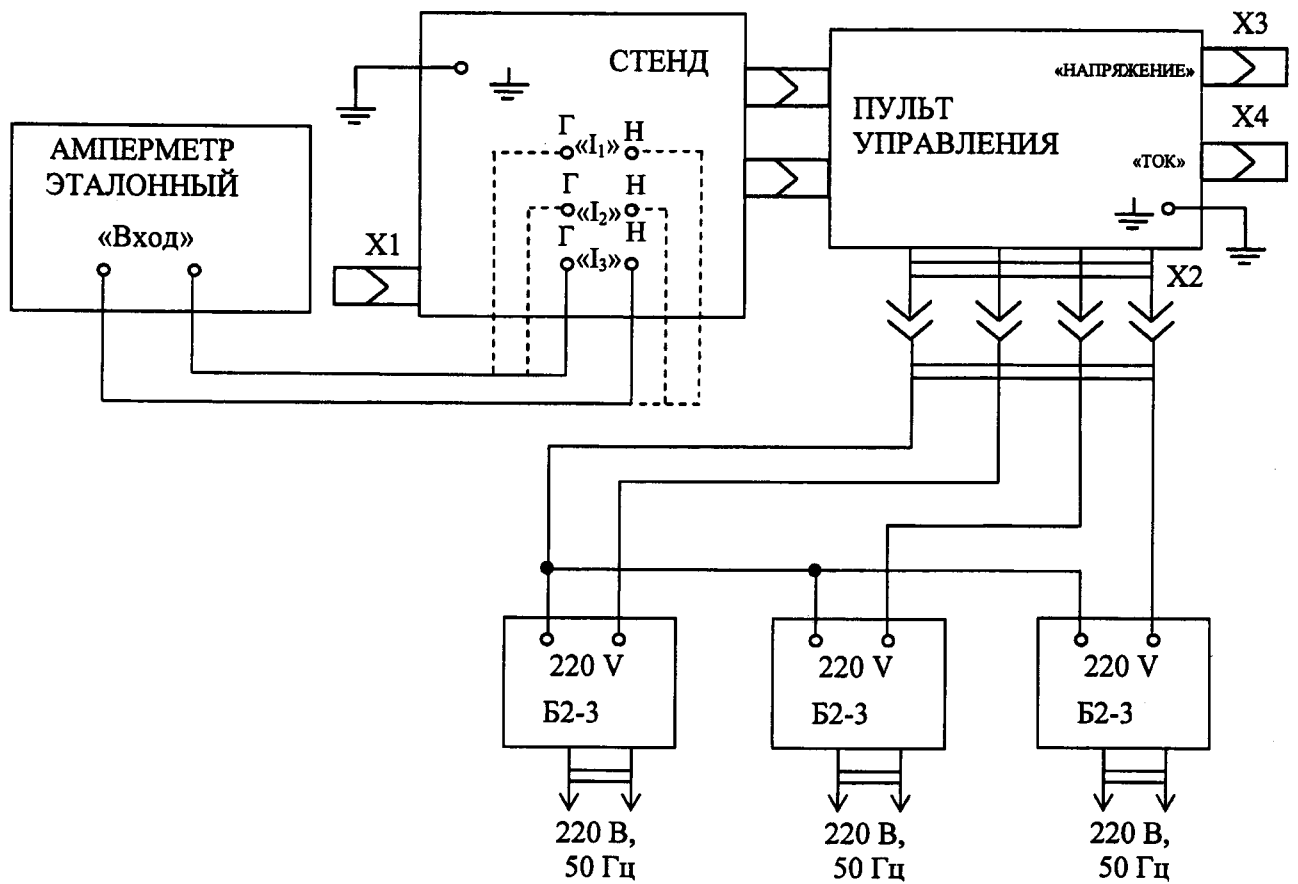 СТЕНД
Г «I₁» Н
Г «I₂» Н
Г «I₃» Н
X1
АМПЕРМЕТР
ЭТАЛОННЫЙ
«Вход»
ПУЛЬТ
УПРАВЛЕНИЯ
«НАПРЯЖЕНИЕ»
«ТОК»
X3
X4
X2
220 V
Б2-3
220 В,
50 Гц
220 V
Б2-3
220 В,
50 Гц
220 V
Б2-3
220 В,
50 Гц